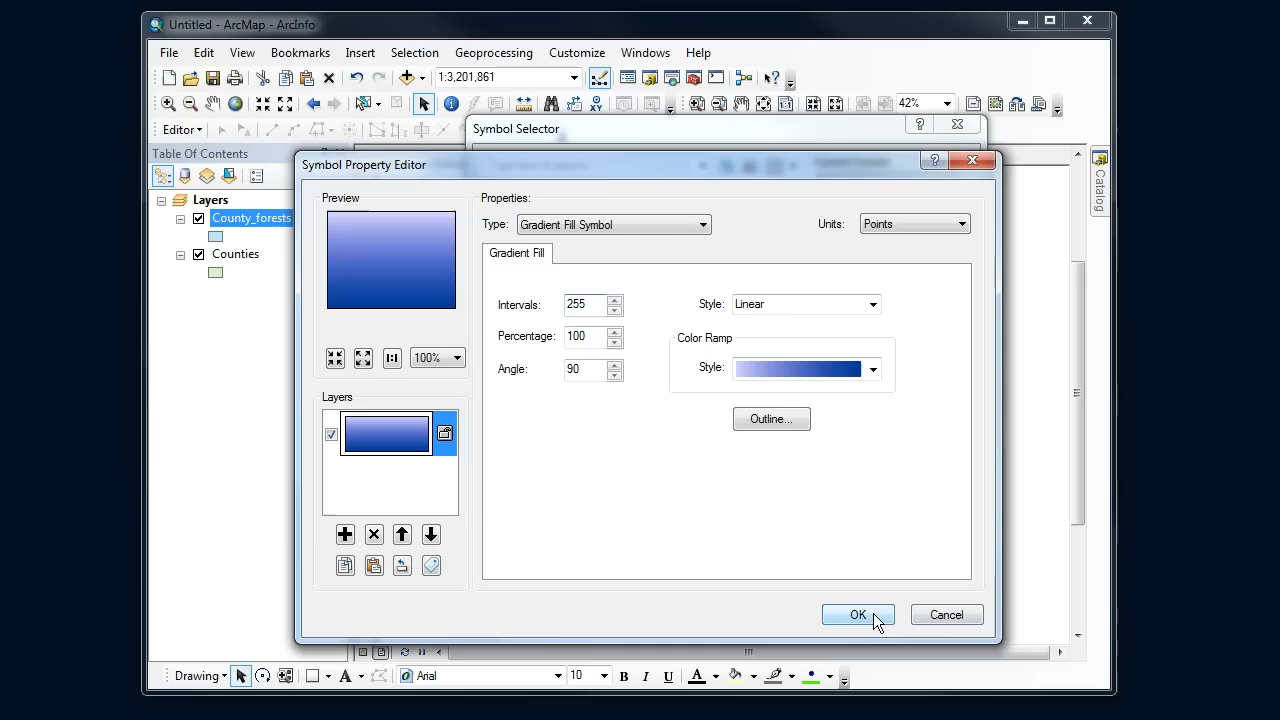 Untitled - ArcMap - ArcInfo
File Edit View Bookmarks Insert Selection Geoprocessing Customize Windows Help
1:3,201,861
42%
Editor
Symbol Selector
Table Of Contents
Symbol Property Editor
Catalog
Layers
County_forests
Counties
Preview
Properties:
Type: Gradient Fill Symbol
Units: Points
Gradient Fill
Intervals: 255
Style: Linear
Percentage: 100
Color Ramp
Angle: 90
Style:
100%
Layers
Outline...
OK
Cancel
Drawing
Arial
10
B I U A